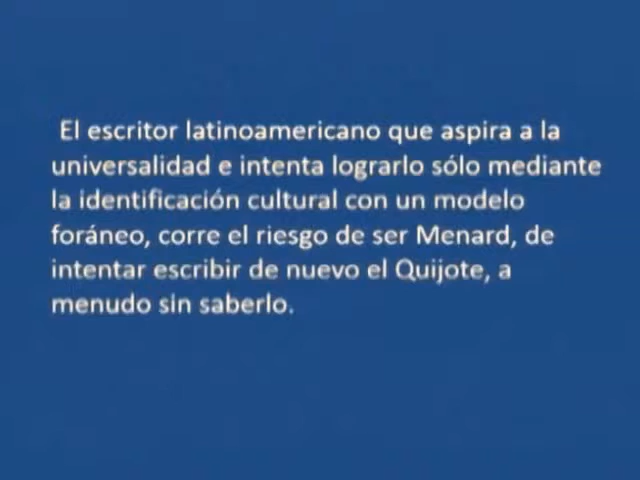 El escritor latinoamericano que aspira a la
universalidad e intenta lograrlo sólo mediante
la identificación cultural con un modelo
foráneo, corre el riesgo de ser Menard, de
intentar escribir de nuevo el Quijote, a
menudo sin saberlo.